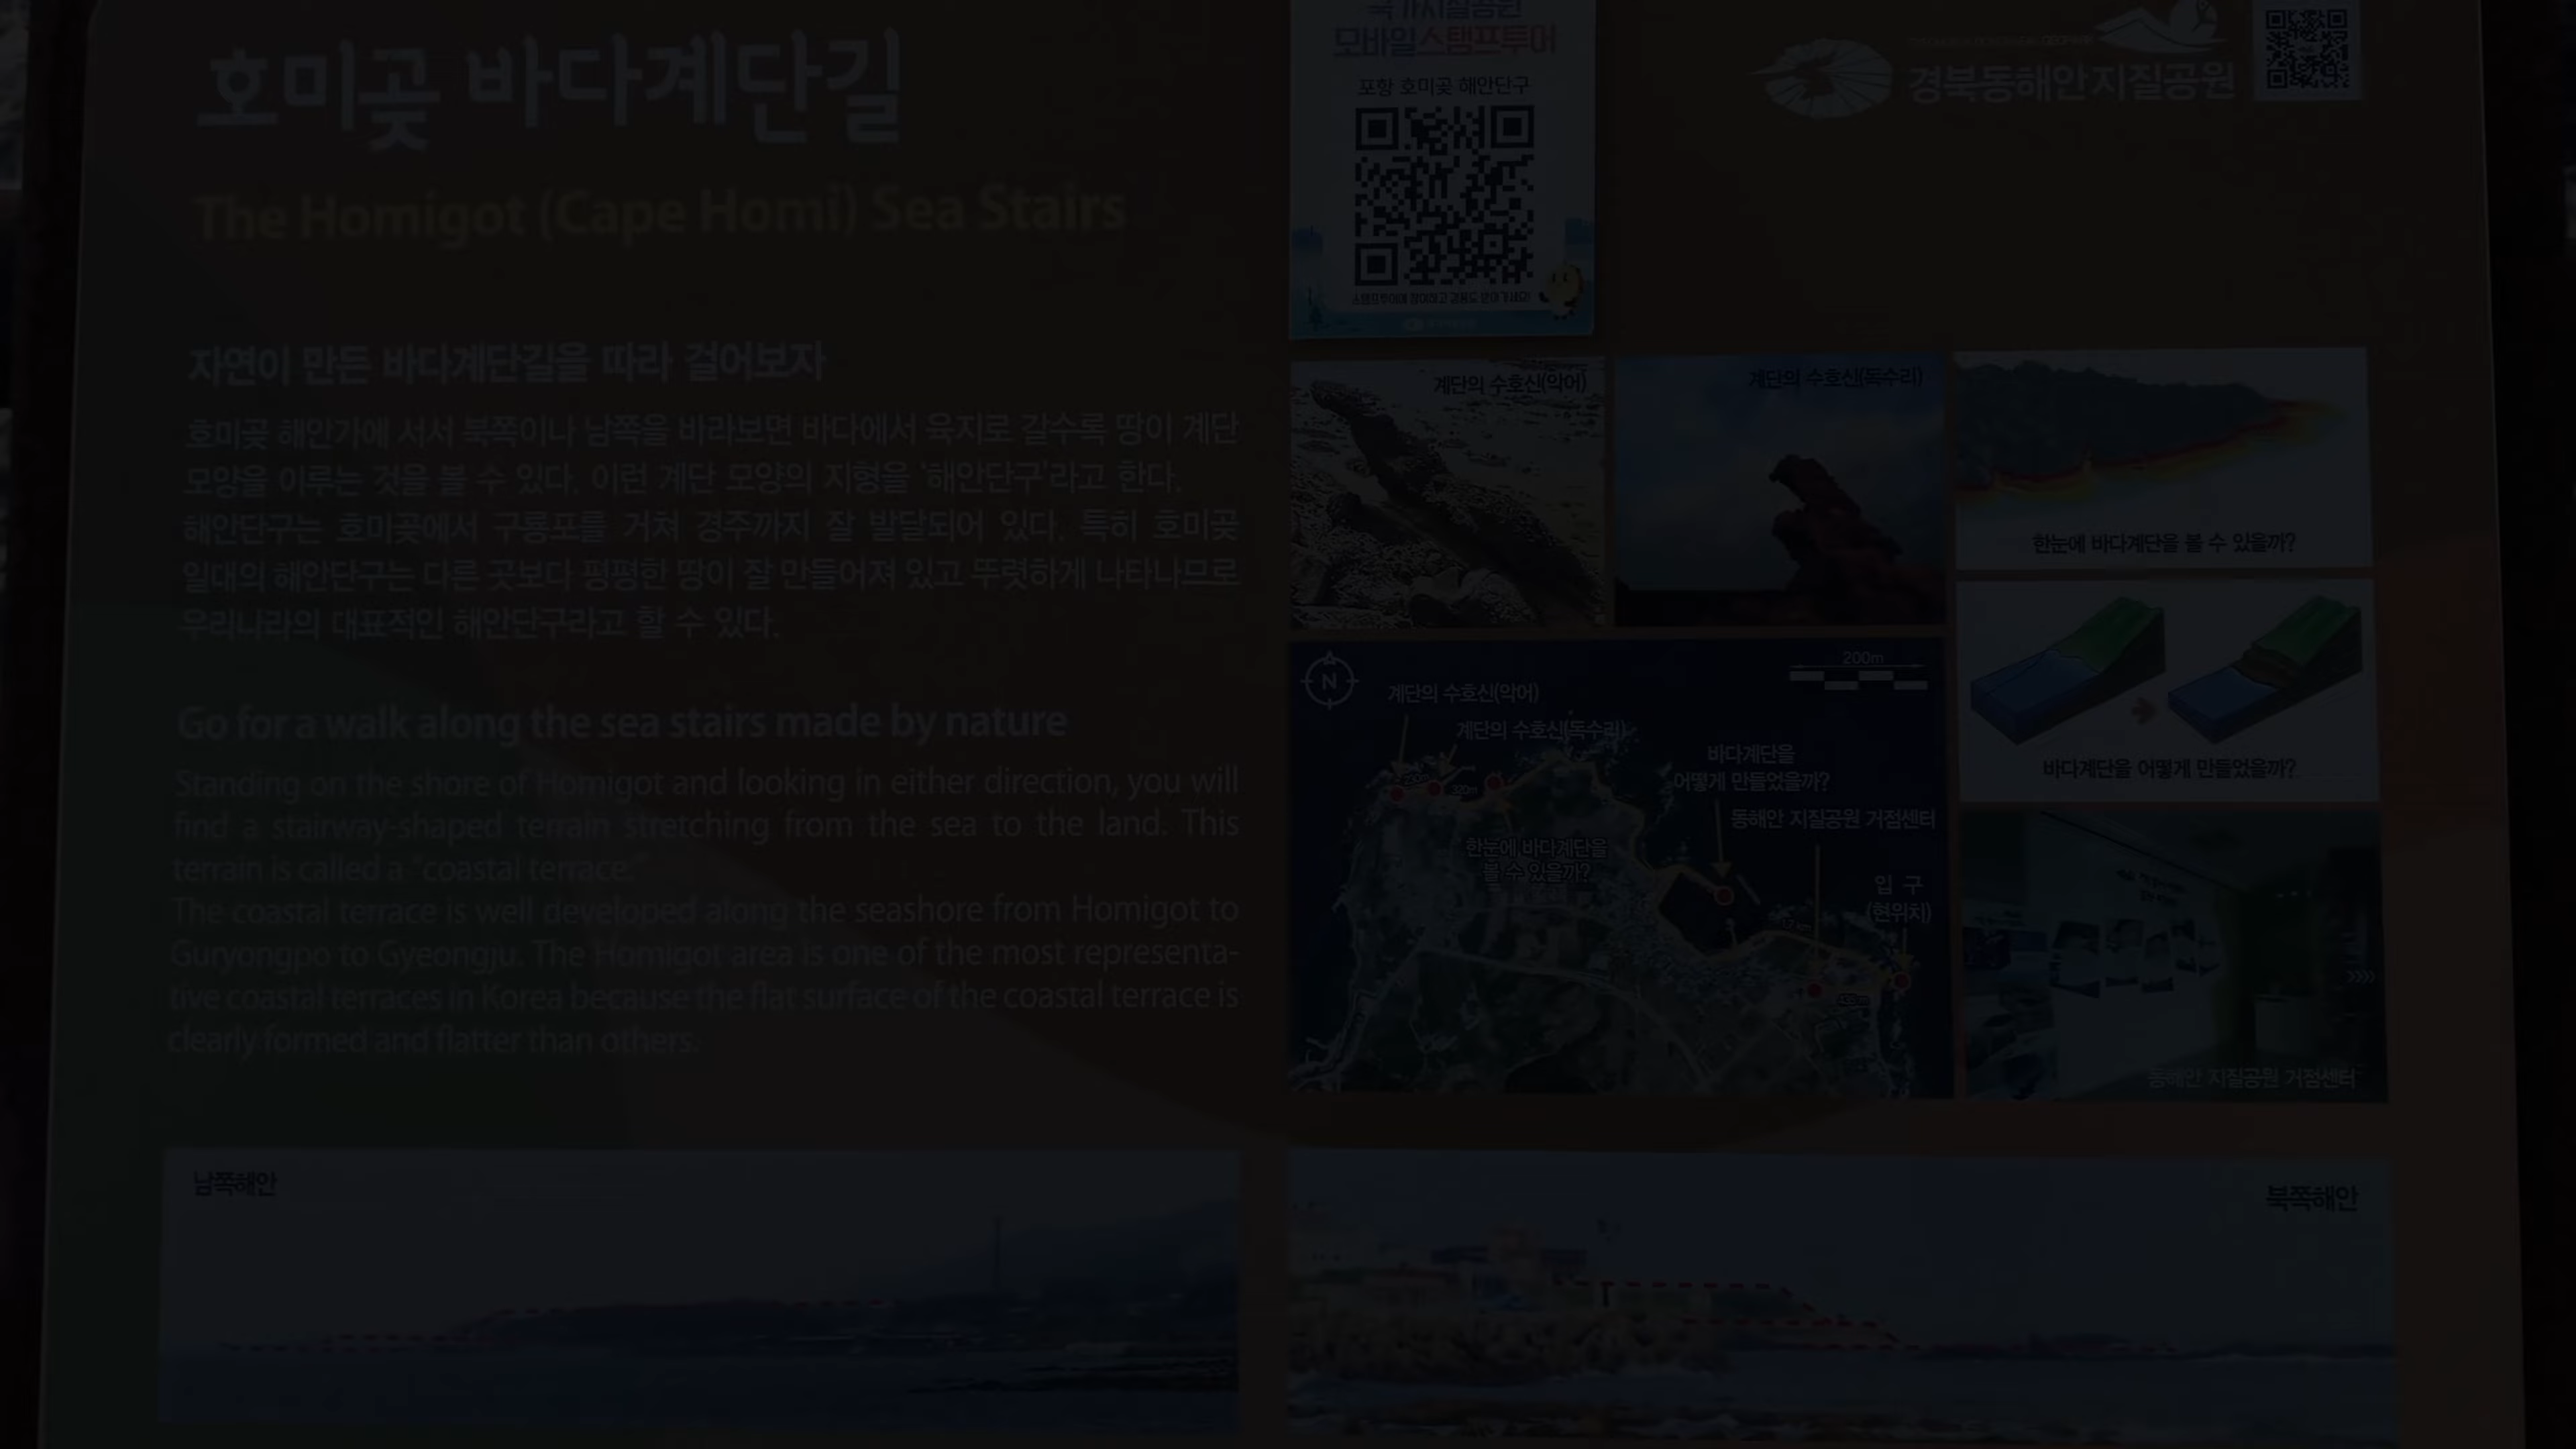 호미곶 바다계단길
The Homigot (Cape Homi) Sea Stairs
자연이 만든 바다계단길을 따라 걸어보자
호미곶 해안가에 서서 북쪽이나 남쪽을 바라보면 바다에서 육지로 갈수록 땅이 계단
모양을 이루는 것을 볼 수 있다. 이런 계단 모양의 지형을 '해안단구'라고 한다.
해안단구는 호미곶에서 구룡포를 거쳐 경주까지 잘 발달되어 있다. 특히 호미곶
일대의 해안단구는 다른 곳보다 평평한 땅이 잘 만들어져 있고 뚜렷하게 나타나므로
우리나라의 대표적인 해안단구라고 할 수 있다.
Go for a walk along the sea stairs made by nature
Standing on the shore of Homigot and looking in either direction, you will
find a stairway-shaped terrain stretching from the sea to the land. This
terrain is called a "coastal terrace."
The coastal terrace is well developed along the seashore from Homigot to
Guryongpo to Gyeongju. The Homigot area is one of the most representa-
tive coastal terraces in Korea because the flat surface of the coastal terrace is
clearly formed and flatter than others.
국가지질공원
모바일스탬프투어
포항 호미곶 해안단구
경북동해안지질공원
계단의 수호신(악어)
계단의 수호신(독수리)
한눈에 바다계단을 볼 수 있을까?
바다계단을 어떻게 만들었을까?
N
200m
계단의 수호신(악어)
계단의 수호신(독수리)
바다계단을
어떻게 만들었을까?
동해안 지질공원 거점센터
한눈에 바다계단을
볼 수 있을까?
입 구
(현위치)
동해안 지질공원 거점센터
남쪽해안
북쪽해안